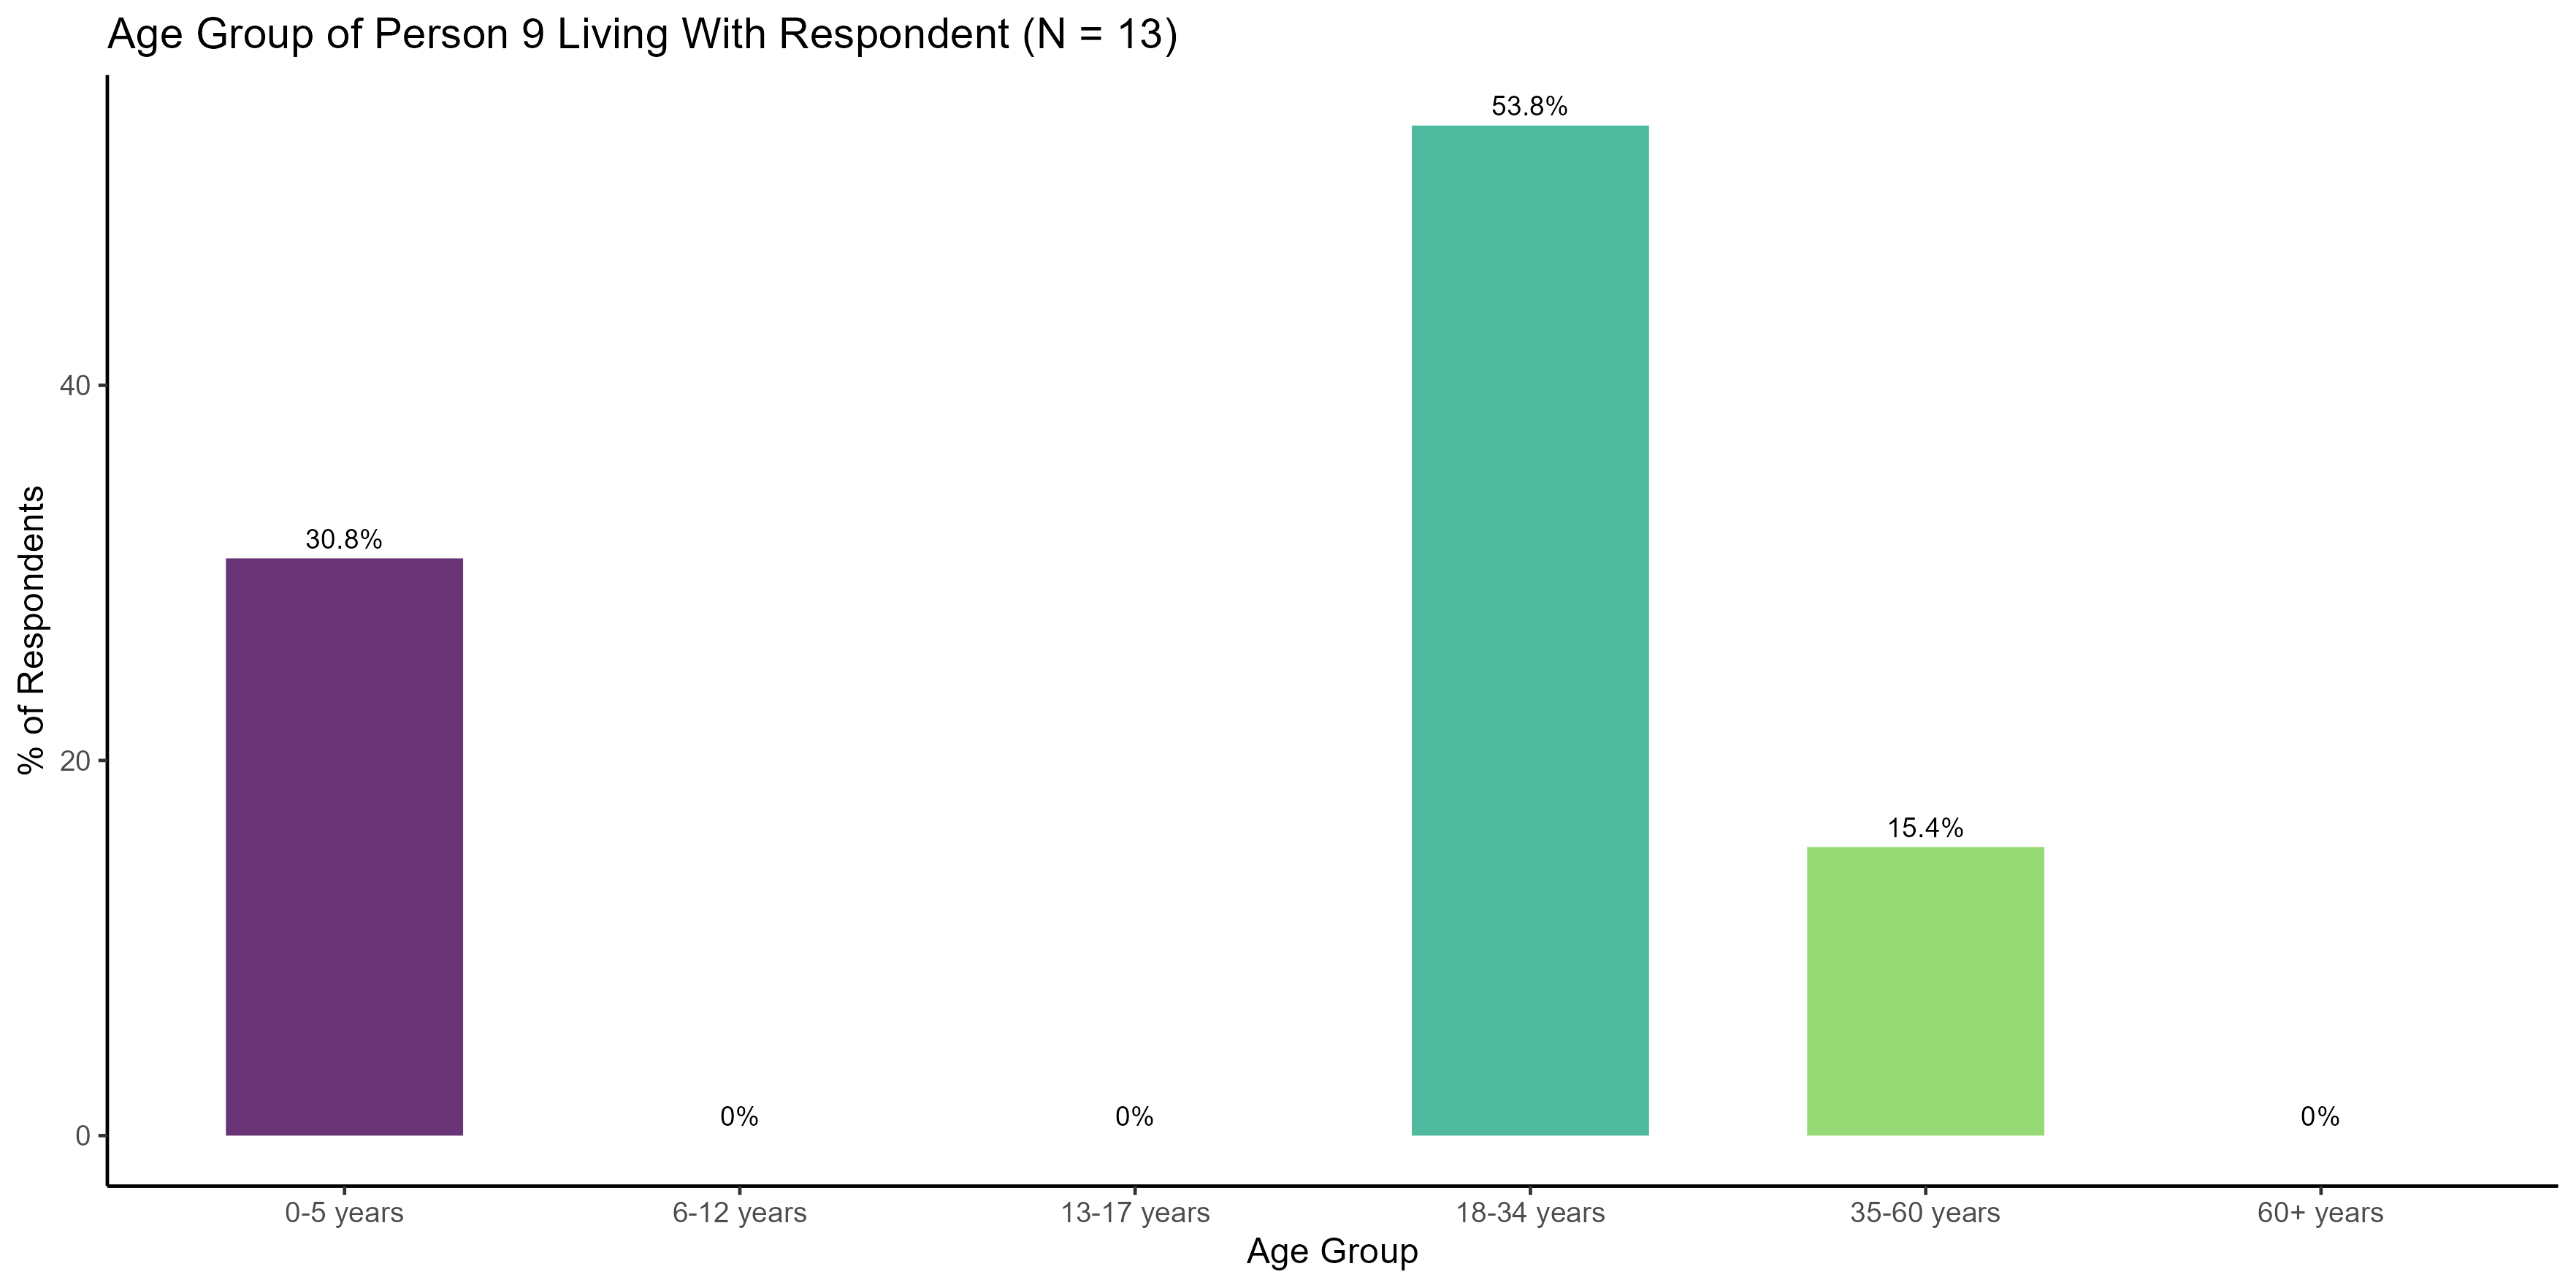 Age Group of Person 9 Living With Respondent (N = 13)
53.8%
40
30.8%
% of Respondents
20
15.4%
0%
0%
0%
0
0-5 years
6-12 years
13-17 years
18-34 years
35-60 years
60+ years
Age Group